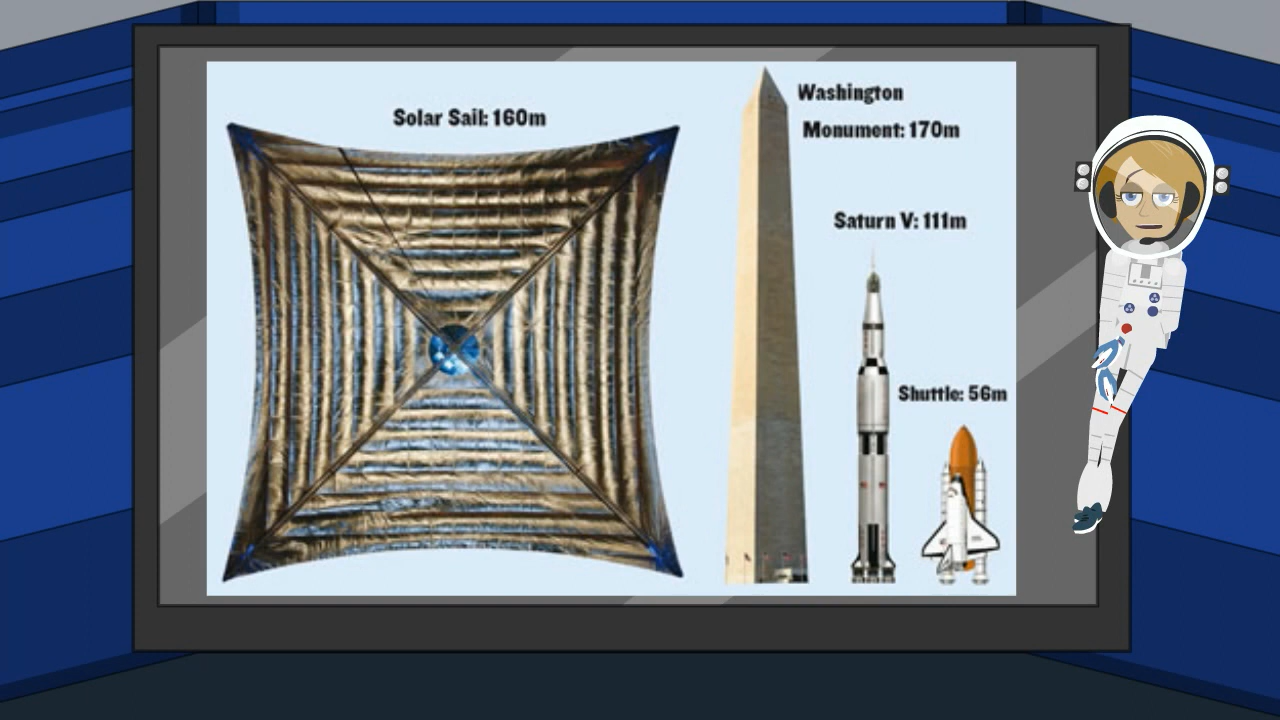 Solar Sail: 160m
Washington
Monument: 170m
Saturn V: 111m
Shuttle: 56m